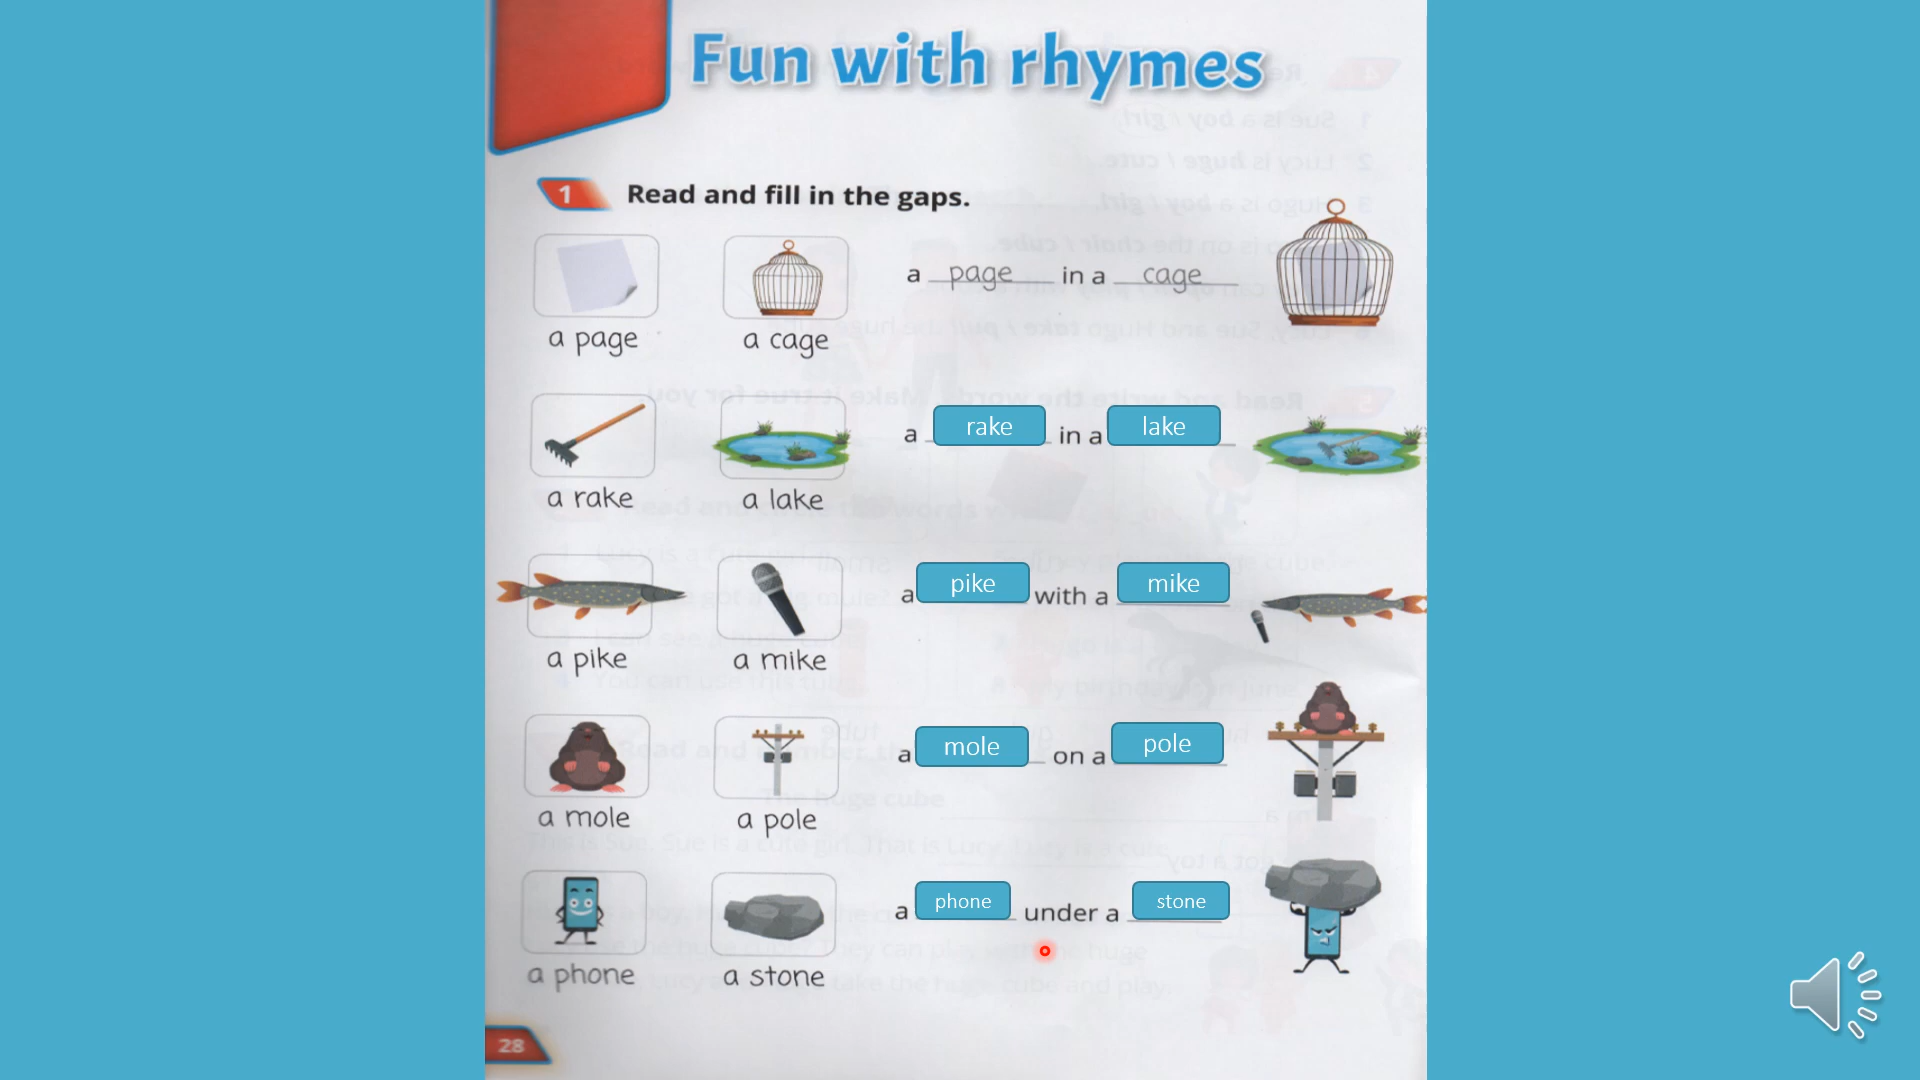 Fun with rhymes
1 Read and fill in the gaps.
a page in a cage
a page a cage
a rake in a lake
a rake a lake
a pike with a mike
a pike a mike
a mole on a pole
a mole a pole
a phone under a stone
a phone a stone
28